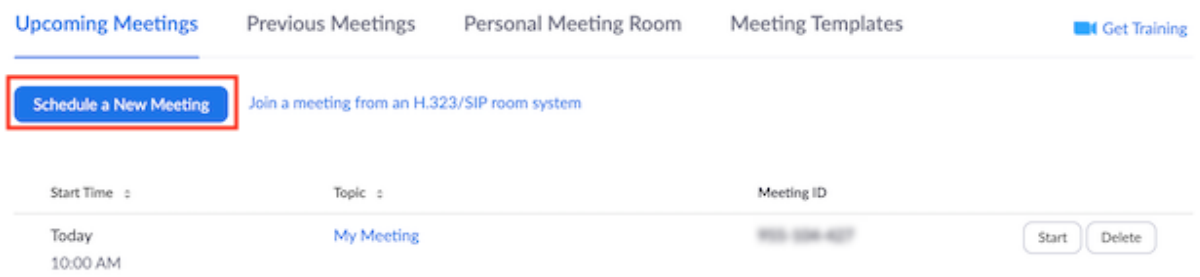 Upcoming Meetings Previous Meetings Personal Meeting Room Meeting Templates Get Training
Schedule a New Meeting Join a meeting from an H.323/SIP room system
Start Time Topic Meeting ID
Today My Meeting Start Delete
10:00 AM